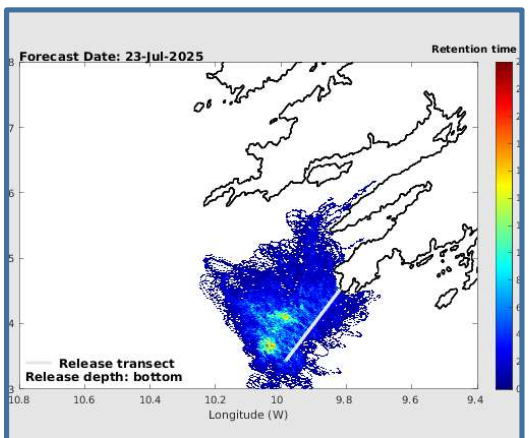 Forecast Date: 23-Jul-2025
Retention time
8
7
6
5
4
3
Release transect
Release depth: bottom
10.8
10.6
10.4
10.2
10
9.8
9.6
9.4
Longitude (W)